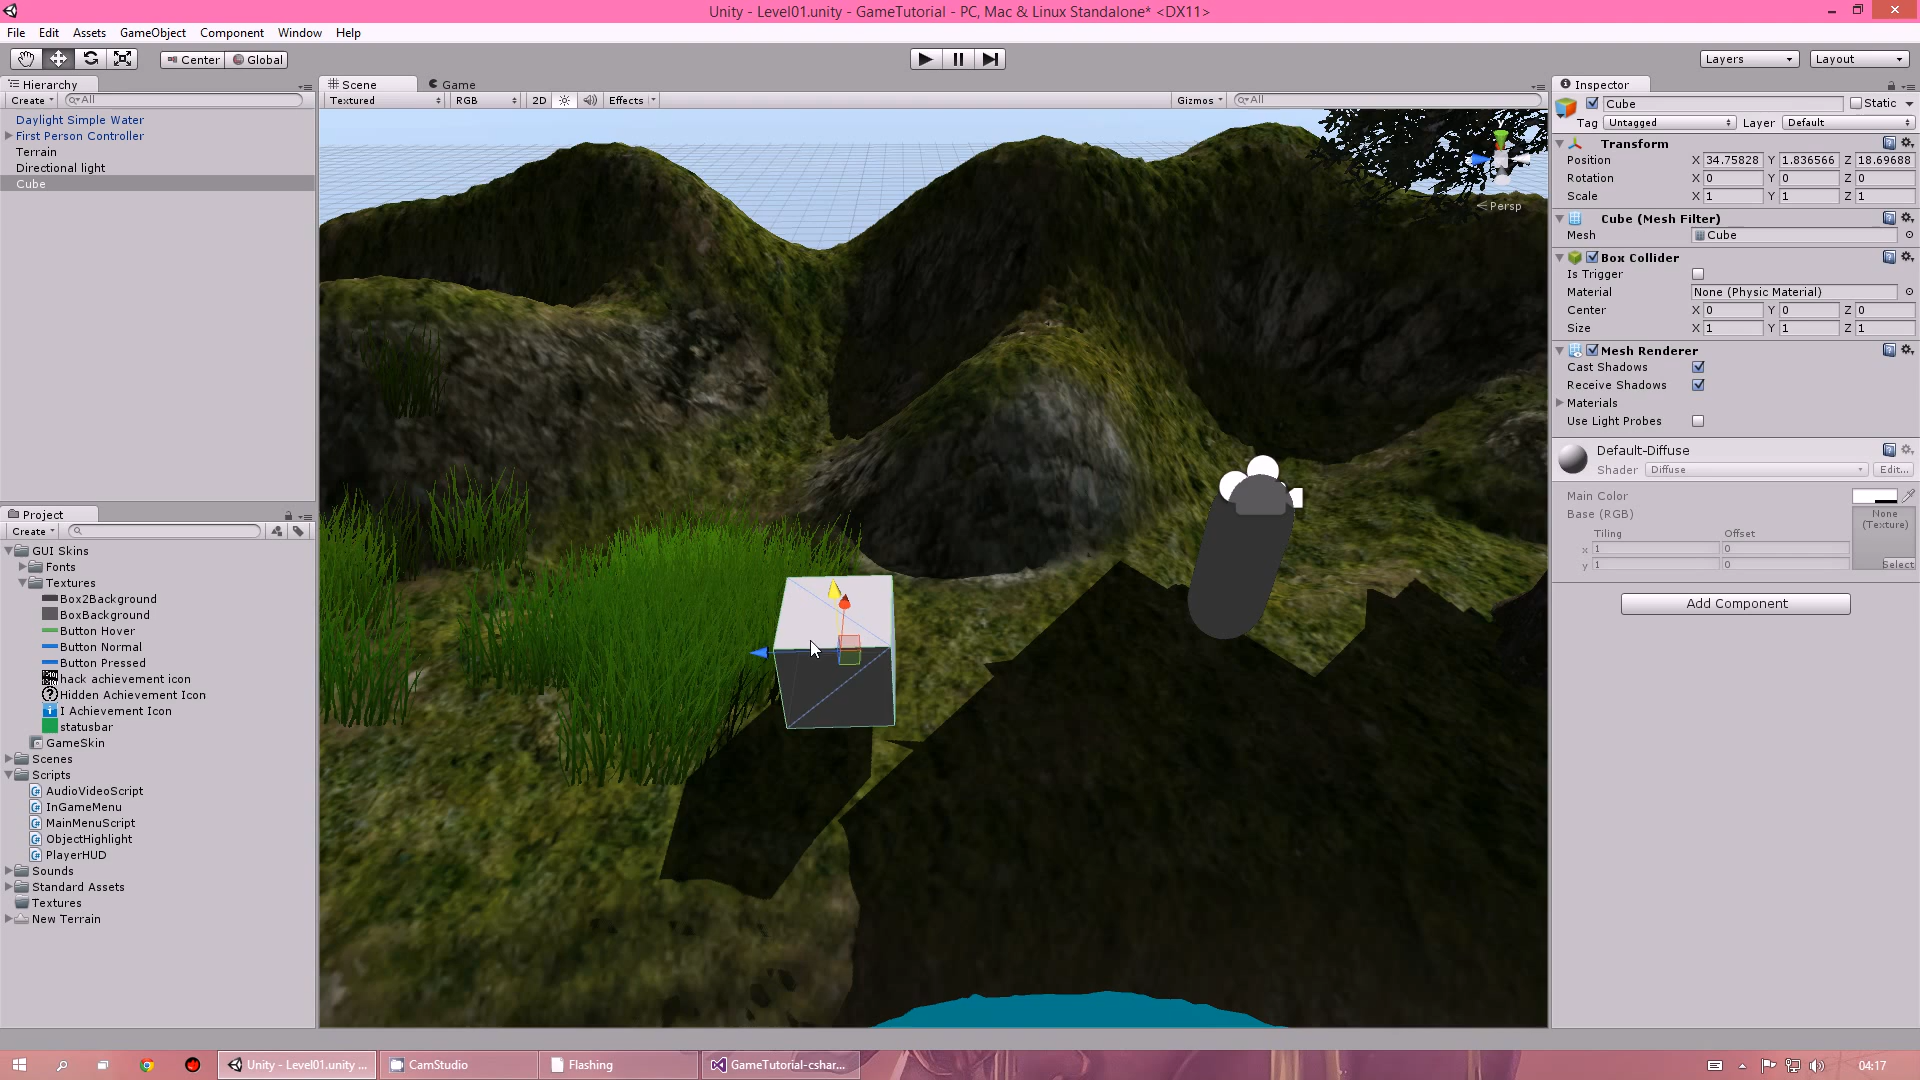 Unity - Level01.unity - GameTutorial - PC, Mac & Linux Standalone* <DX11>
File Edit Assets GameObject Component Window Help
Center Global Layers Layout
Hierarchy
Create All
Daylight Simple Water
First Person Controller
Terrain
Directional light
Cube
Project
Create
GUI Skins
Fonts
Textures
Box2Background
BoxBackground
Button Hover
Button Normal
Button Pressed
hack achievement icon
Hidden Achievement Icon
I Achievement Icon
statusbar
GameSkin
Scenes
Scripts
AudioVideoScript
InGameMenu
MainMenuScript
ObjectHighlight
PlayerHUD
Sounds
Standard Assets
Textures
New Terrain
Scene Game
Textured RGB 2D Effects Gizmos All
Persp
Inspector
Cube Static
Tag Untagged Layer Default
Transform
Position X 34.75828 Y 1.836566 Z 18.69688
Rotation X 0 Y 0 Z 0
Scale X 1 Y 1 Z 1
Cube (Mesh Filter)
Mesh Cube
Box Collider
Is Trigger
Material None (Physic Material)
Center X 0 Y 0 Z 0
Size X 1 Y 1 Z 1
Mesh Renderer
Cast Shadows
Receive Shadows
Materials
Use Light Probes
Default-Diffuse
Shader Diffuse Edit...
Main Color
Base (RGB) None (Texture)
Tiling Offset
x 1 0
y 1 0 Select
Add Component
Unity - Level01.unity ... CamStudio Flashing GameTutorial-cshar... 04:17